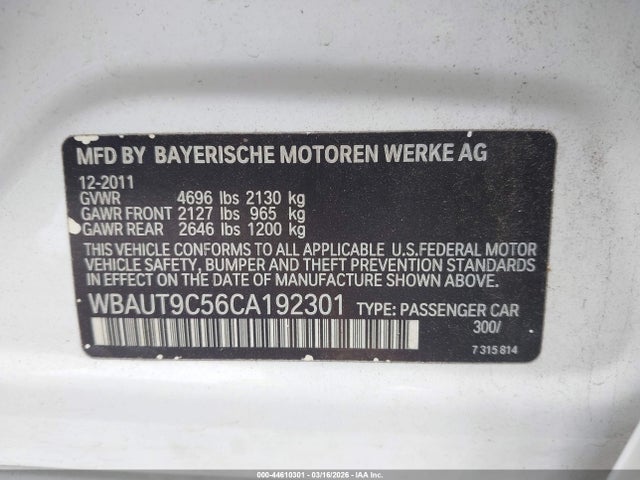 MFD BY BAYERISCHE MOTOREN WERKE AG
12-2011
GVWR 4696 lbs 2130 kg
GAWR FRONT 2127 lbs 965 kg
GAWR REAR 2646 lbs 1200 kg
THIS VEHICLE CONFORMS TO ALL APPLICABLE U.S.FEDERAL MOTOR
VEHICLE SAFETY, BUMPER AND THEFT PREVENTION STANDARDS
IN EFFECT ON THE DATE OF MANUFACTURE SHOWN ABOVE.
WBAUT9C56CA192301 TYPE: PASSENGER CAR
300/
7 315 814
000-44610301 - 03/16/2026 - IAA Inc.